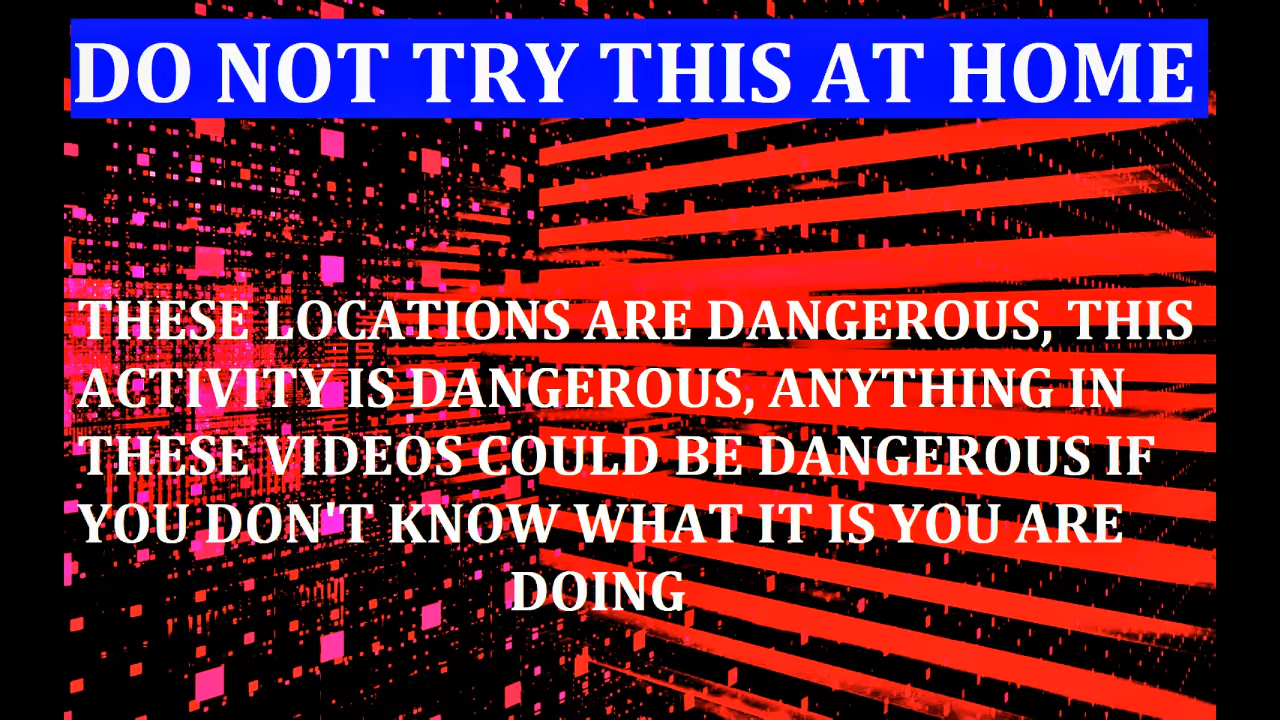 DO NOT TRY THIS AT HOME
THESE LOCATIONS ARE DANGEROUS, THIS
ACTIVITY IS DANGEROUS, ANYTHING IN
THESE VIDEOS COULD BE DANGEROUS IF
YOU DON'T KNOW WHAT IT IS YOU ARE
DOING